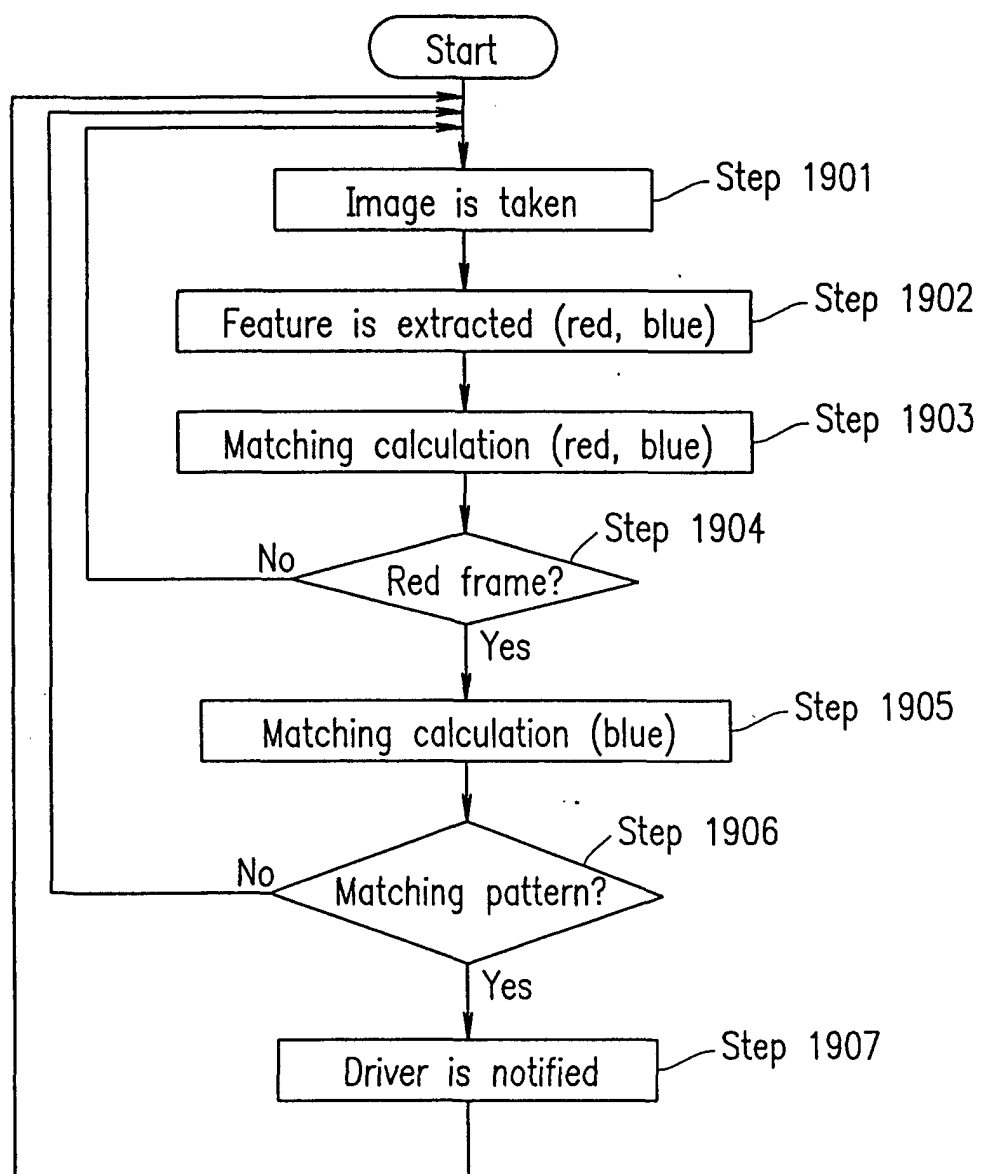 Start
Image is taken
Step 1901
Feature is extracted (red, blue)
Step 1902
Matching calculation (red, blue)
Step 1903
Red frame?
Step 1904
No
Yes
Matching calculation (blue)
Step 1905
Matching pattern?
Step 1906
No
Yes
Driver is notified
Step 1907